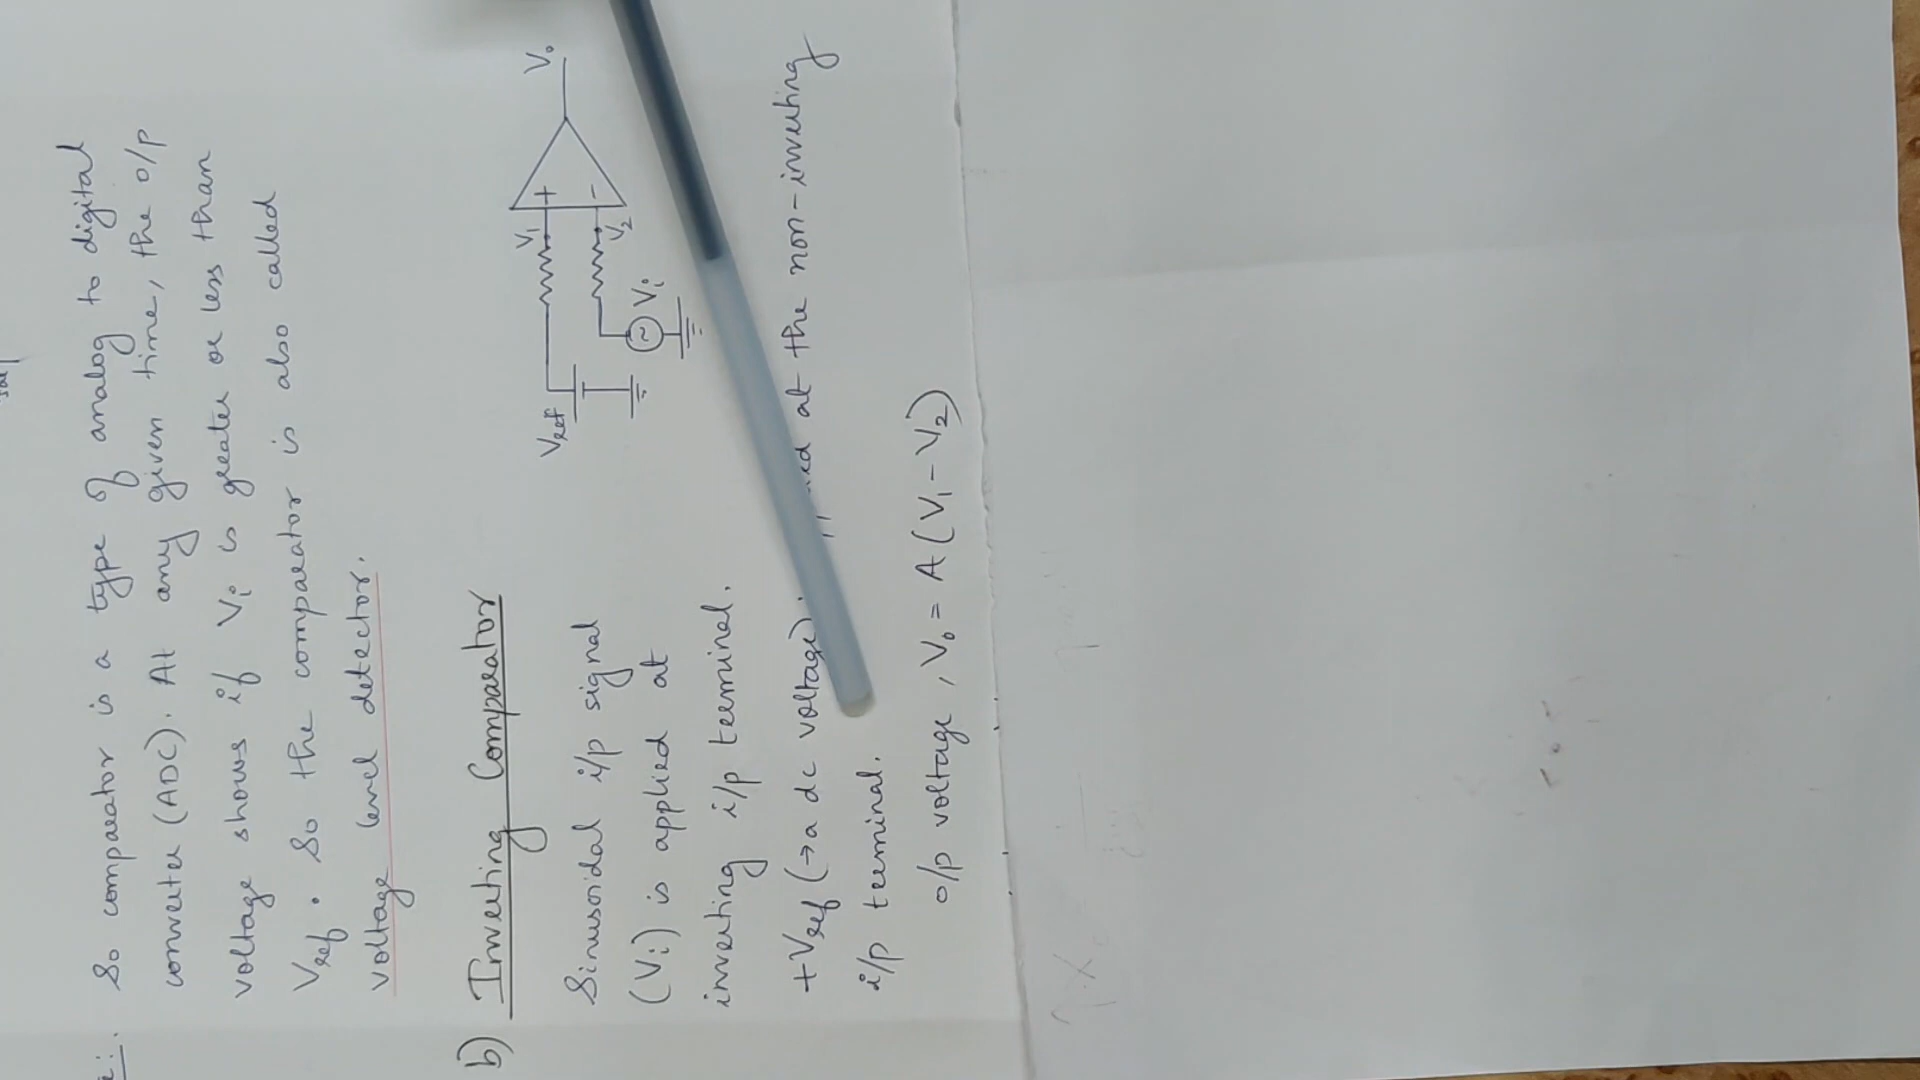 So comparator is a type of analog to digital
converter (ADC). At any given time, the o/p
voltage shows if Vi is greater or less than
Vref. So the comparator is also called
voltage level detector.
b) Inverting Comparator
Sinusoidal i/p signal
(Vi) is applied at
inverting i/p terminal.
+Vref (→a dc voltage) at the non-inverting
i/p terminal.
o/p voltage, Vo = A(V1 - V2)
Vref
V1
+
Vo
-
V2
~
Vi